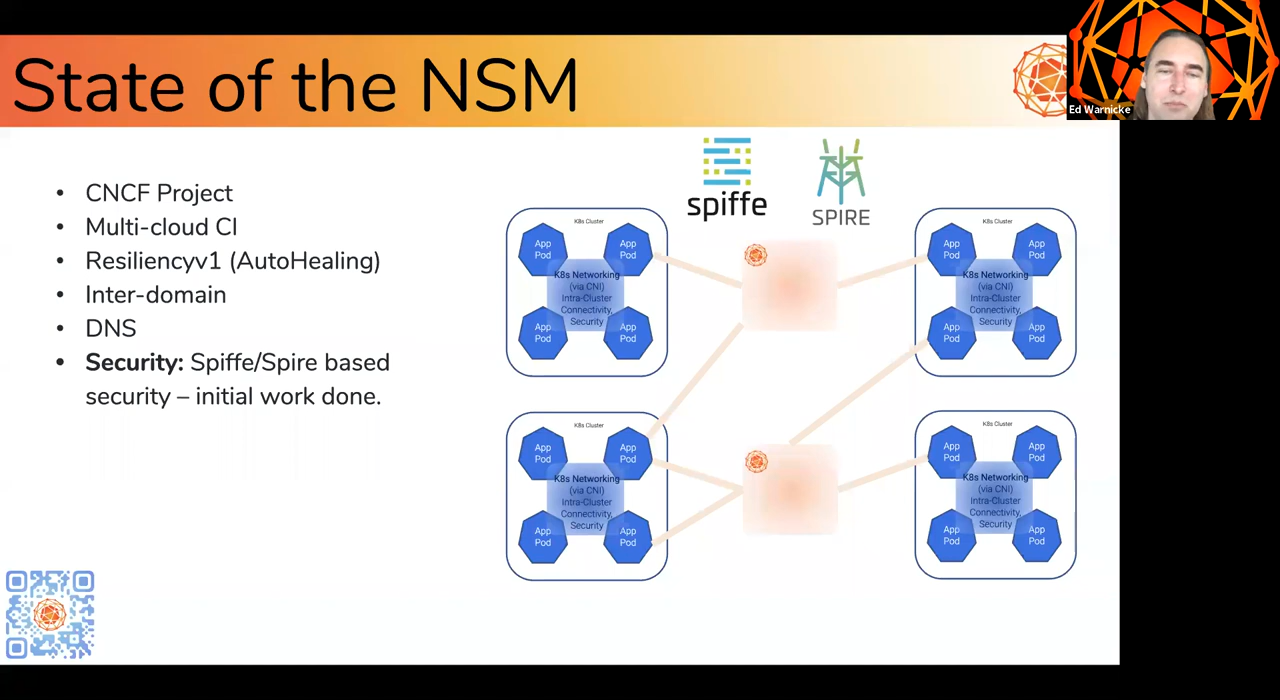 State of the NSM
Ed Warnicke
• CNCF Project
• Multi-cloud CI
• Resiliencyv1 (AutoHealing)
• Inter-domain
• DNS
• Security: Spiffe/Spire based
security – initial work done.
spiffe
SPIRE
K8s Cluster
App
Pod
App
Pod
K8s Networking
(via CNI)
Intra-Cluster
Connectivity,
Security
App
Pod
App
Pod
K8s Cluster
App
Pod
App
Pod
K8s Networking
(via CNI)
Intra-Cluster
Connectivity,
Security
App
Pod
App
Pod
K8s Cluster
App
Pod
App
Pod
K8s Networking
(via CNI)
Intra-Cluster
Connectivity,
Security
App
Pod
App
Pod
K8s Cluster
App
Pod
App
Pod
K8s Networking
(via CNI)
Intra-Cluster
Connectivity,
Security
App
Pod
App
Pod